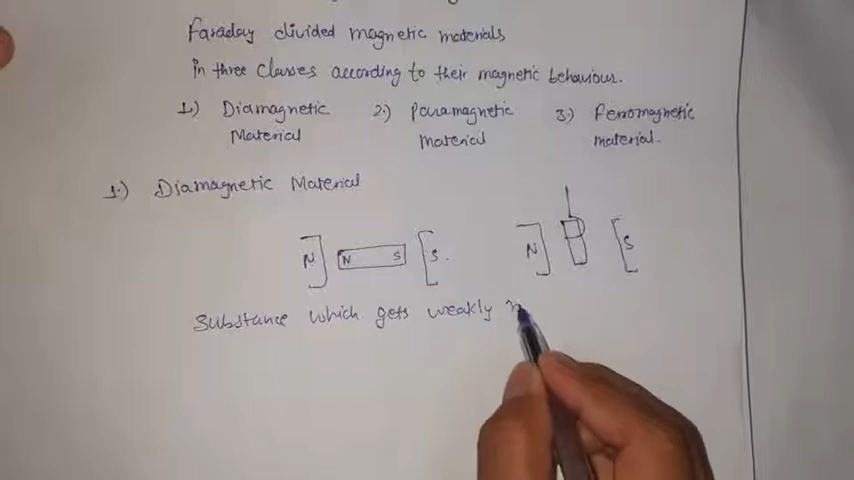 Faraday divided magnetic materials
in three classes according to their magnetic behaviour.
1.) Diamagnetic Material 2.) Paramagnetic material 3.) Ferromagnetic material.
1.) Diamagnetic Material
N N S S N S
Substance which gets weakly